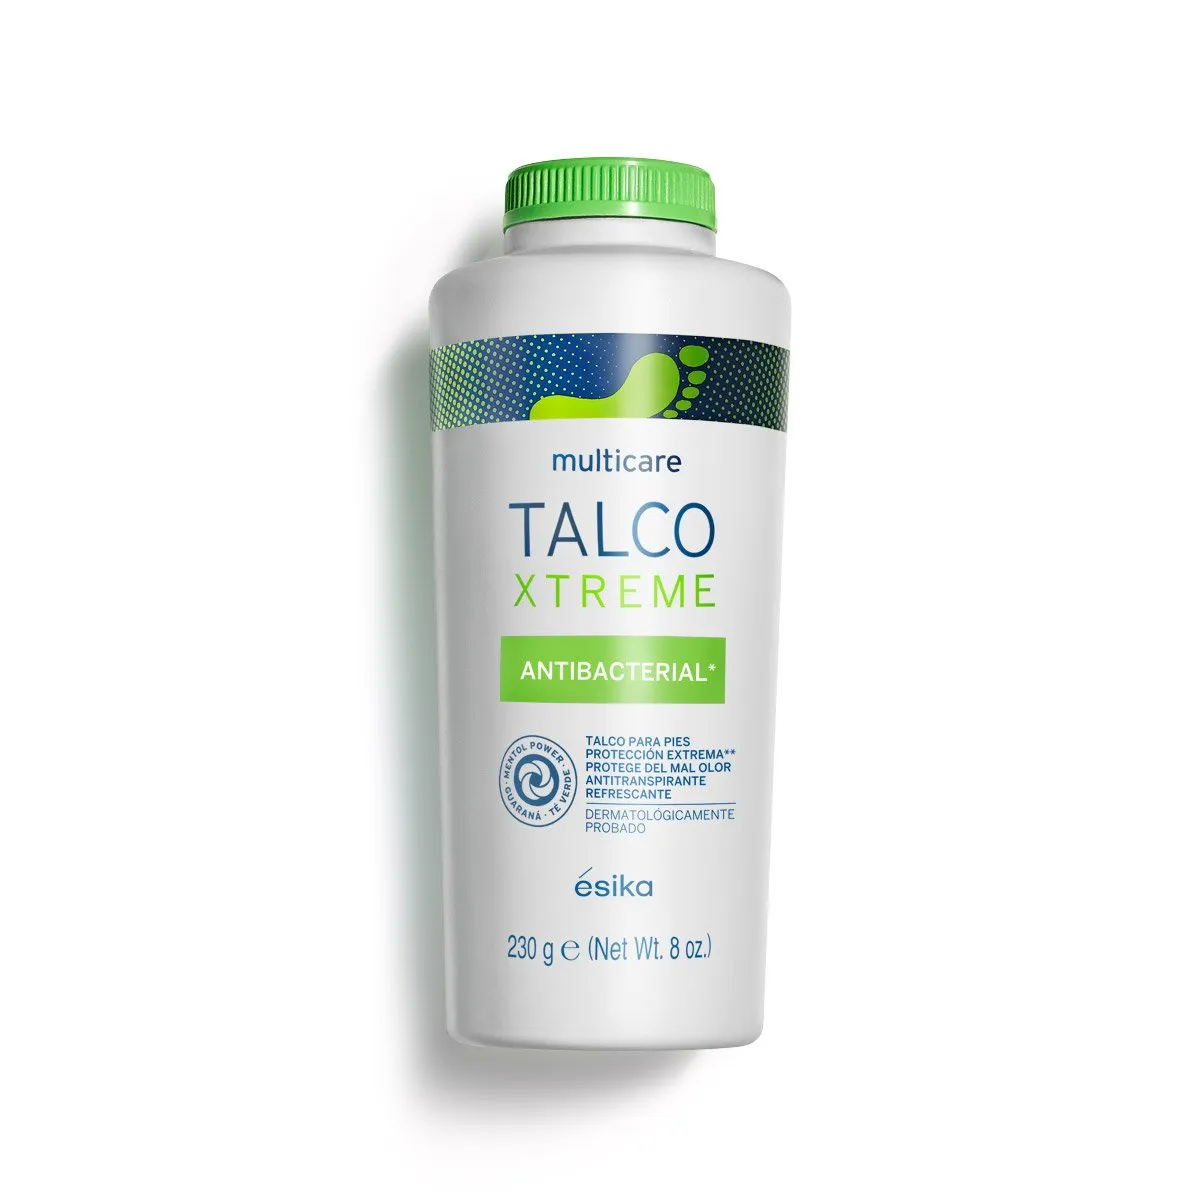 multicare
TALCO
XTREME
ANTIBACTERIAL*
MENTOL POWER · TÉ VERDE · GUARANÁ ·
TALCO PARA PIES
PROTECCIÓN EXTREMA**
PROTEGE DEL MAL OLOR
ANTITRANSPIRANTE
REFRESCANTE
DERMATOLÓGICAMENTE
PROBADO
ésika
230 g ℮ (Net Wt. 8 oz.)